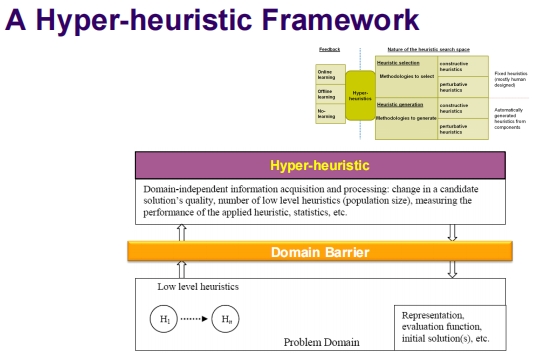 A Hyper-heuristic Framework
Feedback
Nature of the heuristic search space
Online
learning
Offline
learning
No-
learning
Hyper-
heuristics
Heuristic selection
Methodologies to select
constructive
heuristics
perturbative
heuristics
Fixed heuristics
(mostly human
designed)
Heuristic generation
Methodologies to generate
constructive
heuristics
perturbative
heuristics
Automatically
generated
heuristics from
components
Hyper-heuristic
Domain-independent information acquisition and processing: change in a candidate
solution's quality, number of low level heuristics (population size), measuring the
performance of the applied heuristic, statistics, etc.
Domain Barrier
Low level heuristics
H1
Hn
Representation,
evaluation function,
initial solution(s), etc.
Problem Domain